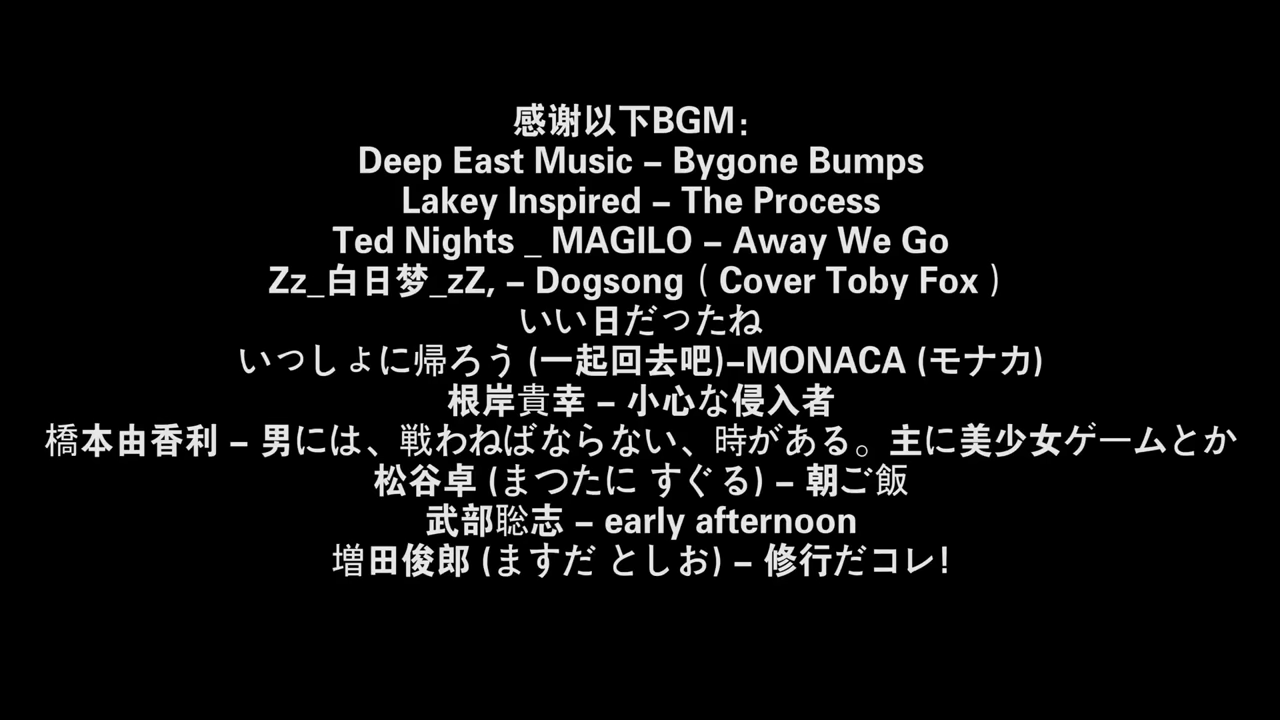 感谢以下BGM：
Deep East Music – Bygone Bumps
Lakey Inspired – The Process
Ted Nights _ MAGILO – Away We Go
Zz_白日梦_zZ, – Dogsong（Cover Toby Fox）
いい日だったね
いっしょに帰ろう (一起回去吧)–MONACA (モナカ)
根岸貴幸 – 小心な侵入者
橋本由香利 – 男には、戦わねばならない、時がある。主に美少女ゲームとか
松谷卓 (まつたに すぐる) – 朝ご飯
武部聡志 – early afternoon
増田俊郎 (ますだ としお) – 修行だコレ!